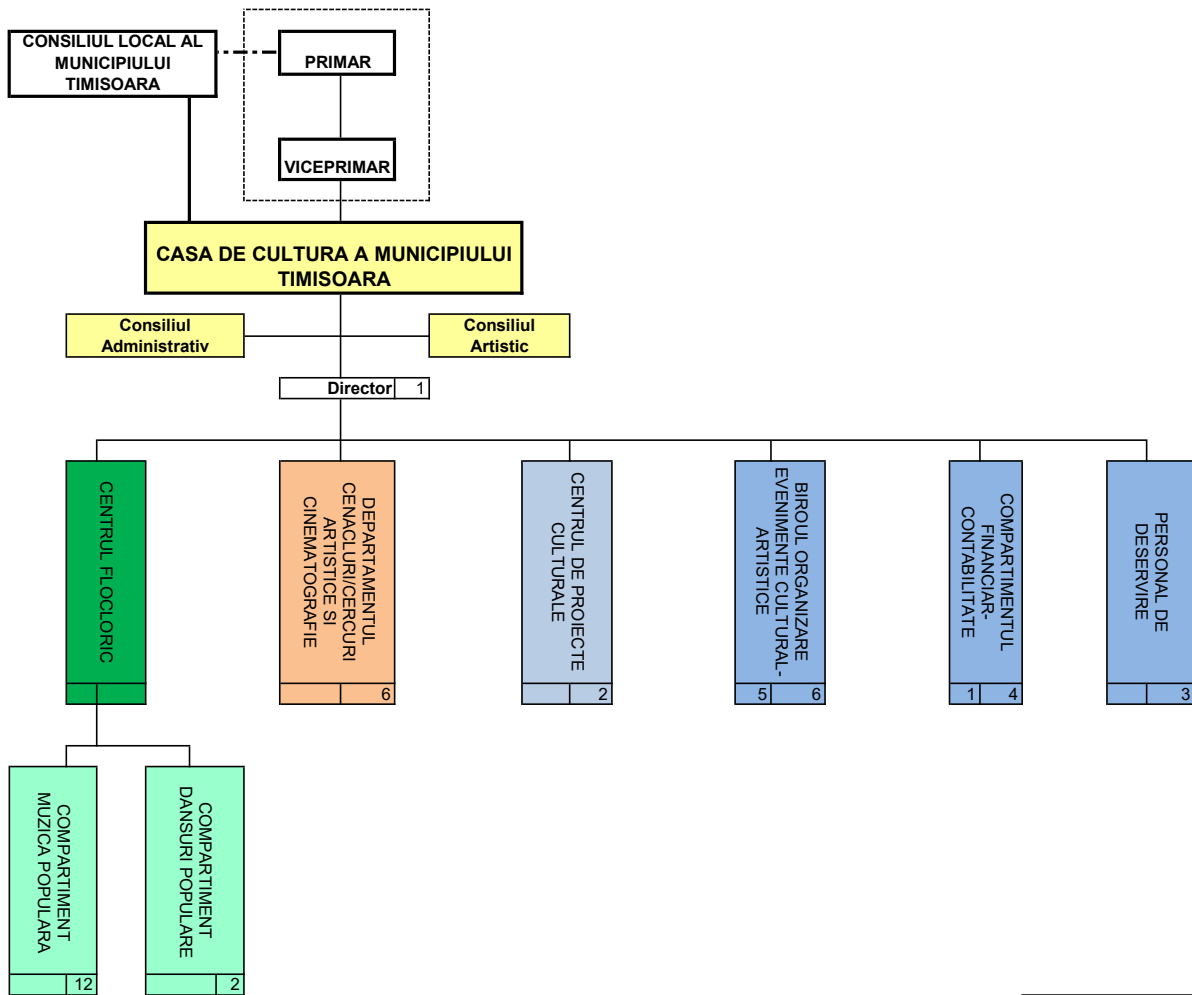 CONSILIUL LOCAL AL
MUNICIPIULUI
TIMISOARA
PRIMAR
VICEPRIMAR
CASA DE CULTURA A MUNICIPIULUI
TIMISOARA
Consiliul
Administrativ
Consiliul
Artistic
Director 1
CENTRUL FLOCLORIC
DEPARTAMENTUL
CENACLURI/CERCURI
ARTISTICE SI
CINEMATOGRAFIE
6
CENTRUL DE PROIECTE
CULTURALE
2
BIROUL ORGANIZARE
EVENIMENTE CULTURAL-
ARTISTICE
5 6
COMPARTIMENTUL
FINANCIAR-
CONTABILITATE
1 4
PERSONAL DE
DESERVIRE
3
COMPARTIMENT
MUZICA POPULARA
12
COMPARTIMENT
DANSURI POPULARE
2